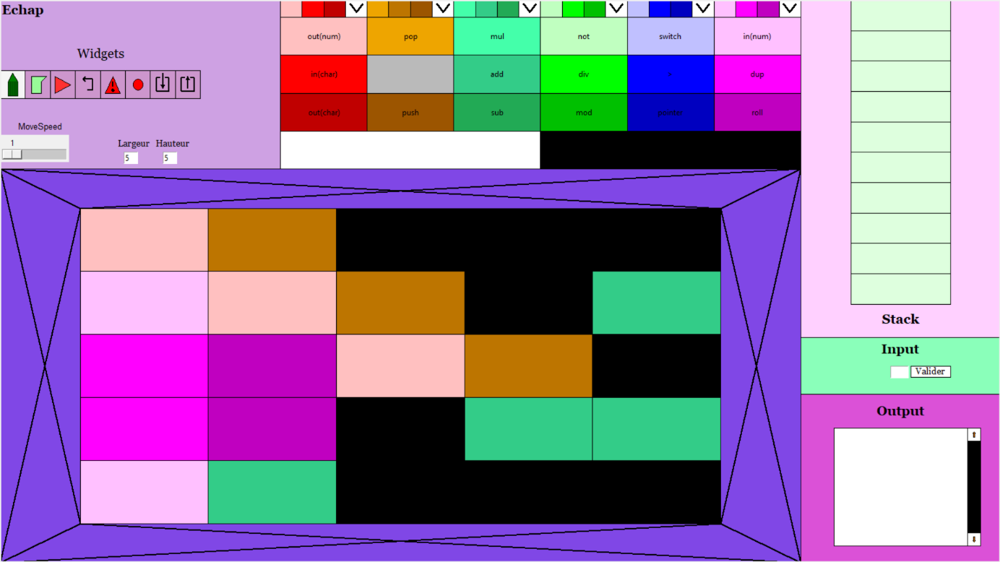 Echap
Widgets
MoveSpeed
1
Largeur Hauteur
5 5
out(num) pop mul not switch in(num)
in(char) add div > dup
out(char) push sub mod pointer roll
Stack
Input
Valider
Output